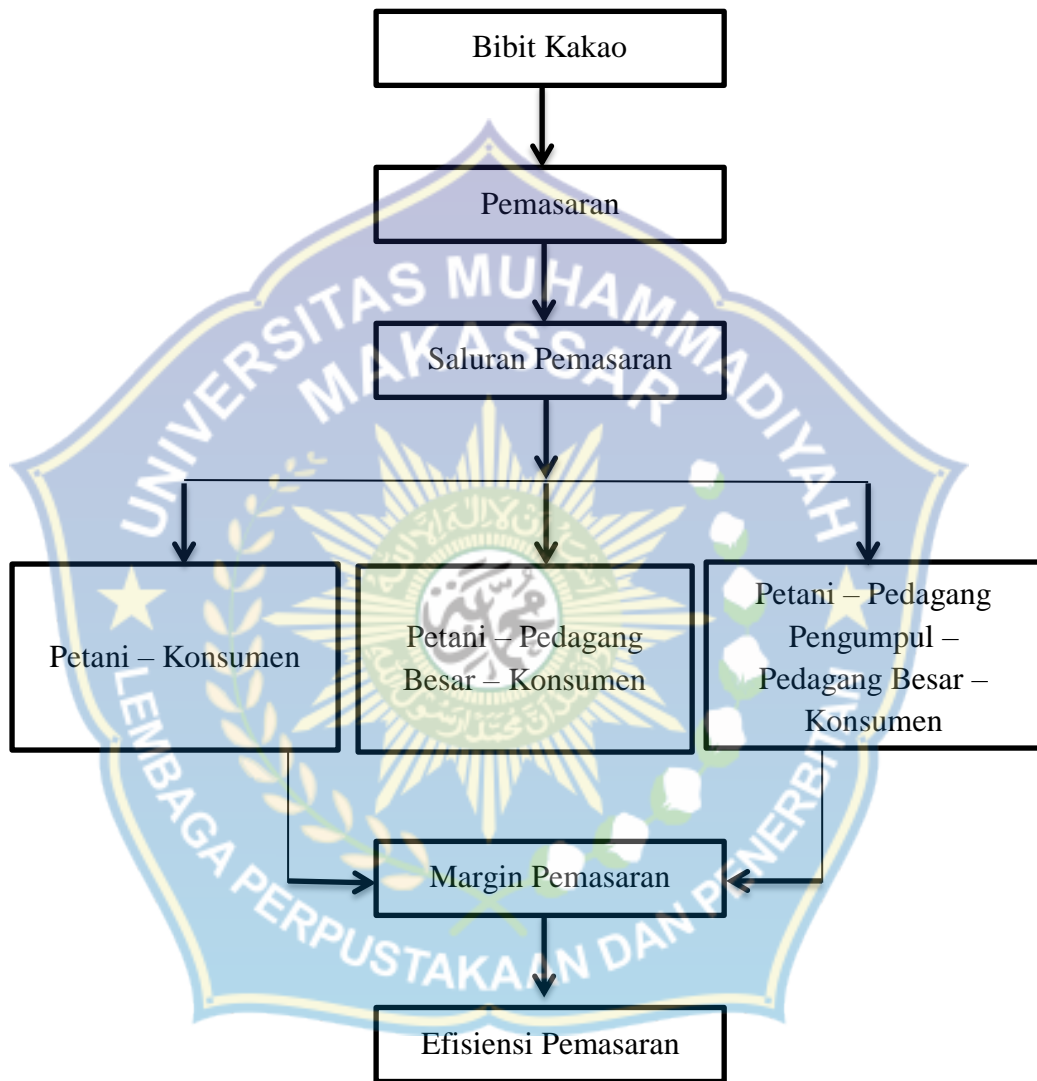 Bibit Kakao
Pemasaran
UNIVERSITAS MUHAMMADIYAH
MAKASSAR
Saluran Pemasaran
Petani – Konsumen
Petani – Pedagang
Besar – Konsumen
Petani – Pedagang
Pengumpul –
Pedagang Besar –
Konsumen
Margin Pemasaran
LEMBAGA PERPUSTAKAAN DAN PENERBITAN
Efisiensi Pemasaran